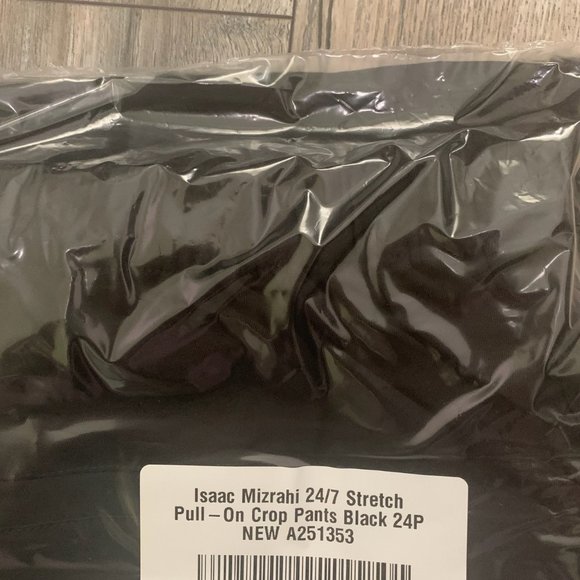 Isaac Mizrahi 24/7 Stretch
Pull-On Crop Pants Black 24P
NEW A251353